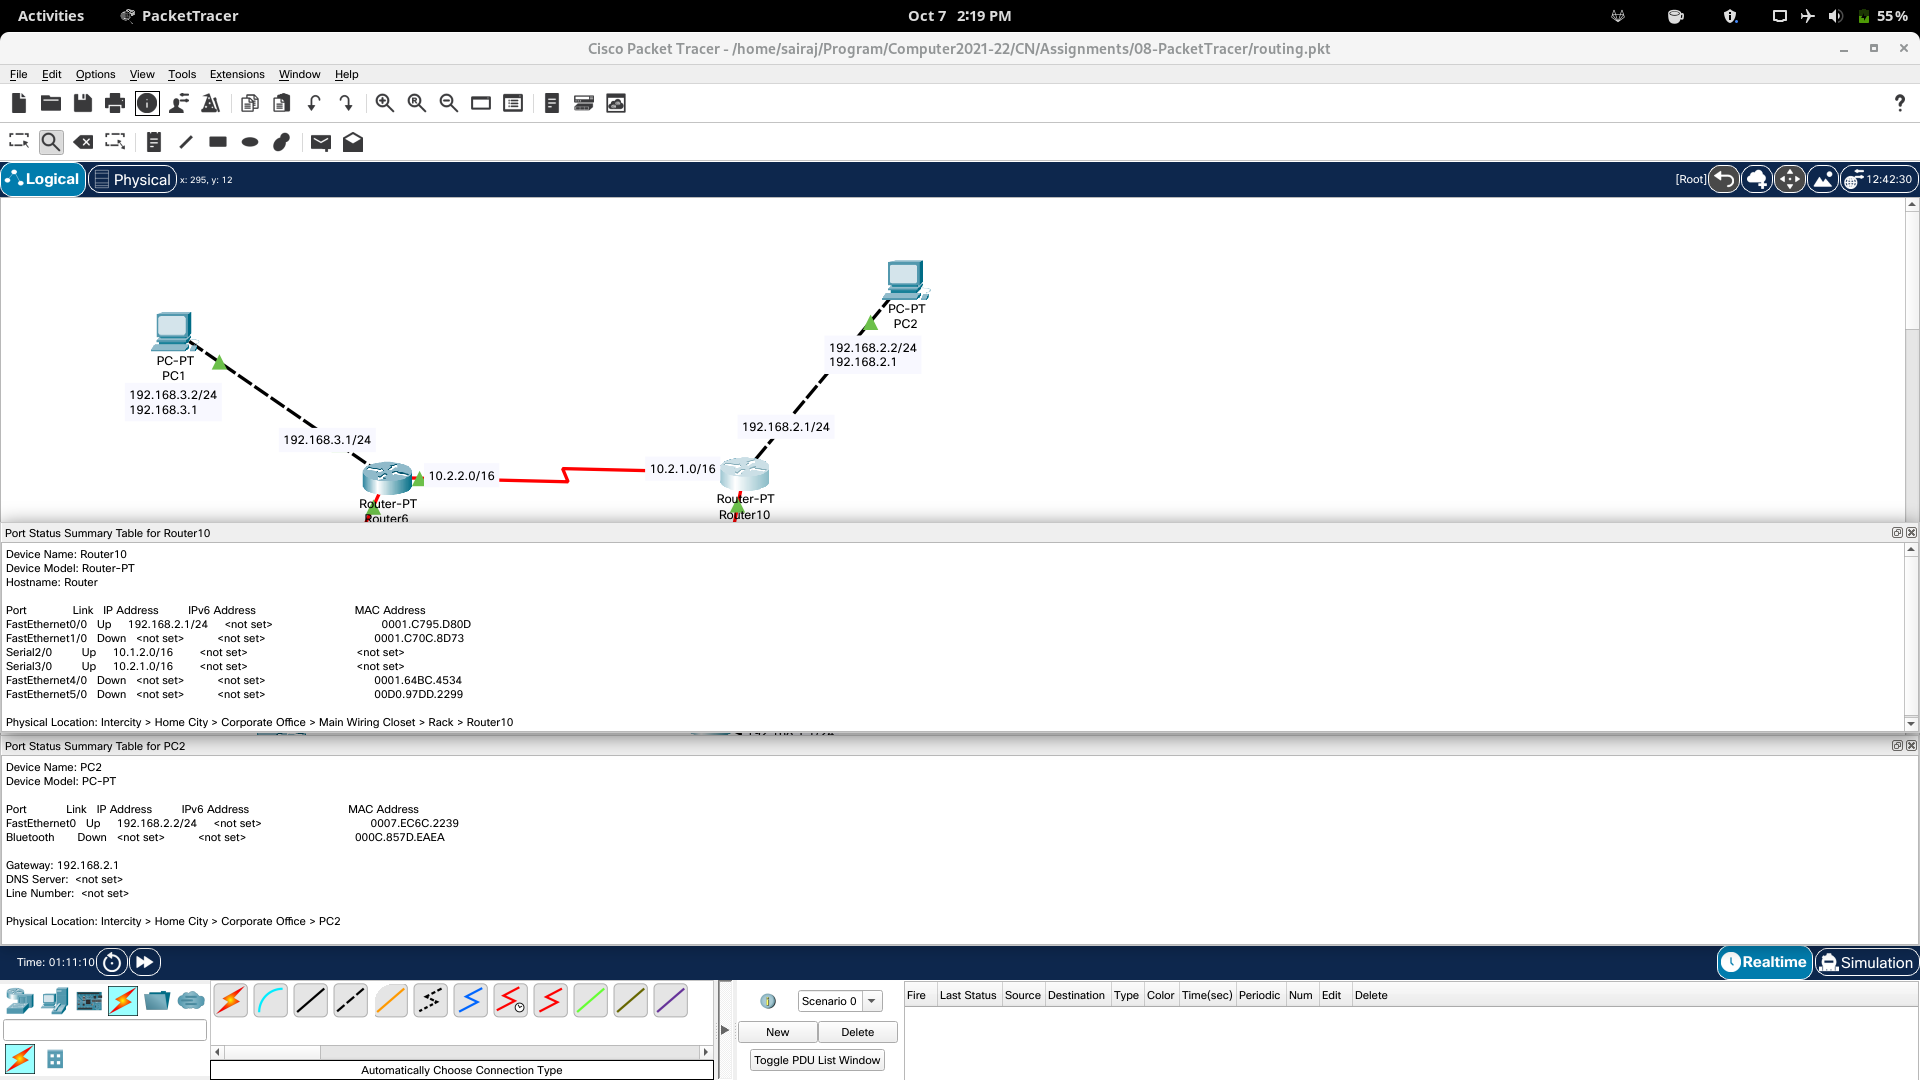 Activities PacketTracer Oct 7 2:19 PM 55%
Cisco Packet Tracer - /home/sairaj/Program/Computer2021-22/CN/Assignments/08-PacketTracer/routing.pkt
File Edit Options View Tools Extensions Window Help
?
Logical Physical x: 295, y: 12 [Root] 12:42:30
PC-PT
PC2
192.168.2.2/24
192.168.2.1
PC-PT
PC1
192.168.3.2/24
192.168.3.1
192.168.2.1/24
192.168.3.1/24
10.2.2.0/16
10.2.1.0/16
Router-PT
Router6
Router-PT
Router10
Port Status Summary Table for Router10
Device Name: Router10
Device Model: Router-PT
Hostname: Router
Port Link IP Address IPv6 Address MAC Address
FastEthernet0/0 Up 192.168.2.1/24 <not set> 0001.C795.D80D
FastEthernet1/0 Down <not set> <not set> 0001.C70C.8D73
Serial2/0 Up 10.1.2.0/16 <not set> <not set>
Serial3/0 Up 10.2.1.0/16 <not set> <not set>
FastEthernet4/0 Down <not set> <not set> 0001.64BC.4534
FastEthernet5/0 Down <not set> <not set> 00D0.97DD.2299
Physical Location: Intercity > Home City > Corporate Office > Main Wiring Closet > Rack > Router10
Port Status Summary Table for PC2
Device Name: PC2
Device Model: PC-PT
Port Link IP Address IPv6 Address MAC Address
FastEthernet0 Up 192.168.2.2/24 <not set> 0007.EC6C.2239
Bluetooth Down <not set> <not set> 000C.857D.EAEA
Gateway: 192.168.2.1
DNS Server: <not set>
Line Number: <not set>
Physical Location: Intercity > Home City > Corporate Office > PC2
Time: 01:11:10 Realtime Simulation
Scenario 0
New Delete
Toggle PDU List Window
Fire Last Status Source Destination Type Color Time(sec) Periodic Num Edit Delete
Automatically Choose Connection Type